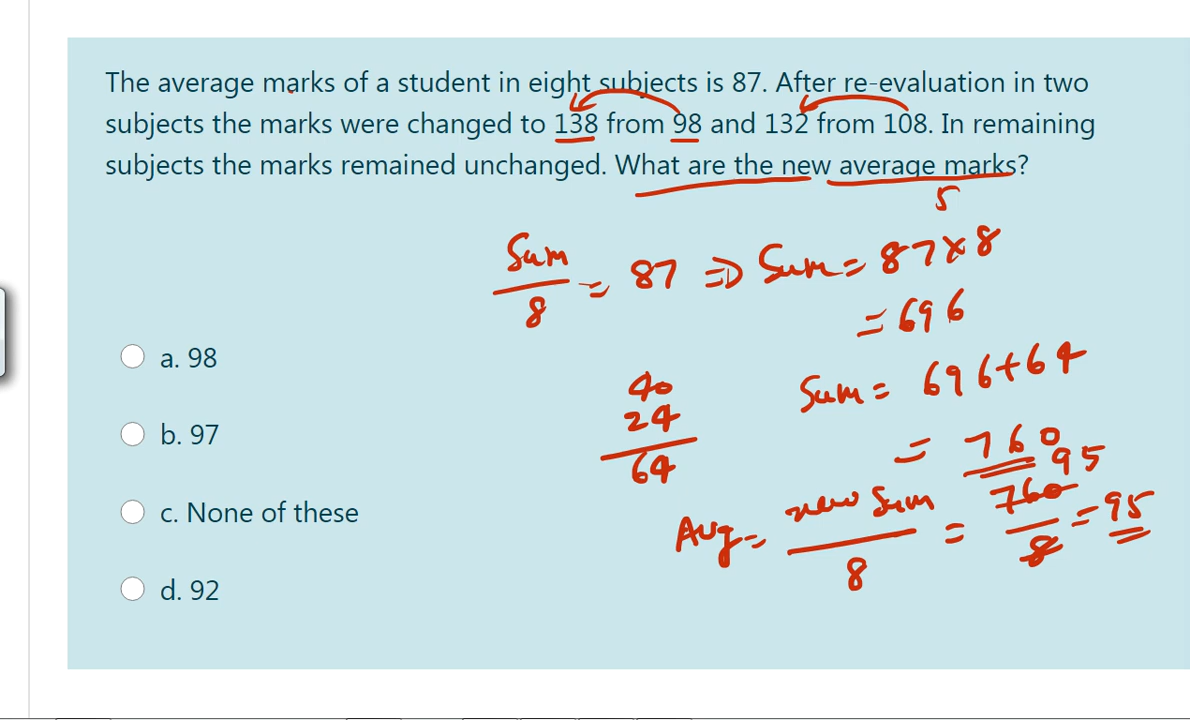 The average marks of a student in eight subjects is 87. After re-evaluation in two
subjects the marks were changed to 138 from 98 and 132 from 108. In remaining
subjects the marks remained unchanged. What are the new average marks?
5
Sum/8 = 87 ⇒ Sum = 87×8
= 696
a. 98
40
24
64
Sum = 696+64
= 760
b. 97
c. None of these
Avg = new Sum/8 = 760/8 = 95
95
d. 92